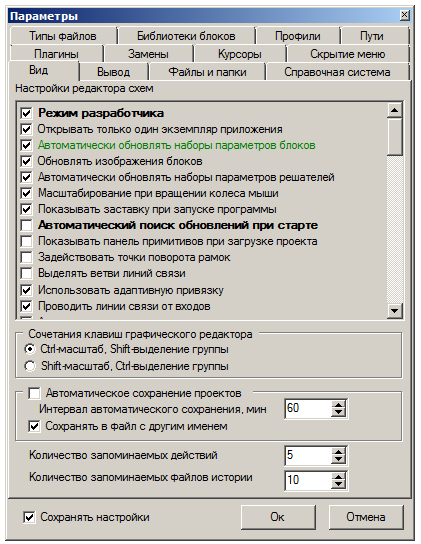 Параметры
Типы файлов Библиотеки блоков Профили Пути
Плагины Замены Курсоры Скрытие меню
Вид Вывод Файлы и папки Справочная система
Настройки редактора схем
Режим разработчика
Открывать только один экземпляр приложения
Автоматически обновлять наборы параметров блоков
Обновлять изображения блоков
Автоматически обновлять наборы параметров решателей
Масштабирование при вращении колеса мыши
Показывать заставку при запуске программы
Автоматический поиск обновлений при старте
Показывать панель примитивов при загрузке проекта
Задействовать точки поворота рамок
Выделять ветви линий связи
Использовать адаптивную привязку
Проводить линии связи от входов
Сочетания клавиш графического редактора
Ctrl-масштаб, Shift-выделение группы
Shift-масштаб, Ctrl-выделение группы
Автоматическое сохранение проектов
Интервал автоматического сохранения, мин 60
Сохранять в файл с другим именем
Количество запоминаемых действий 5
Количество запоминаемых файлов истории 10
Сохранять настройки Ок Отмена